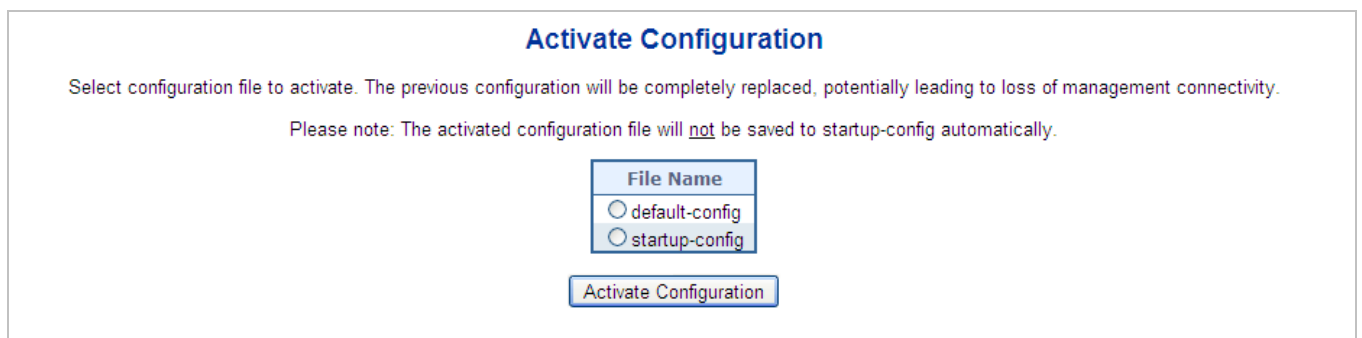 Activate Configuration
Select configuration file to activate. The previous configuration will be completely replaced, potentially leading to loss of management connectivity.
Please note: The activated configuration file will not be saved to startup-config automatically.
File Name
default-config
startup-config
Activate Configuration